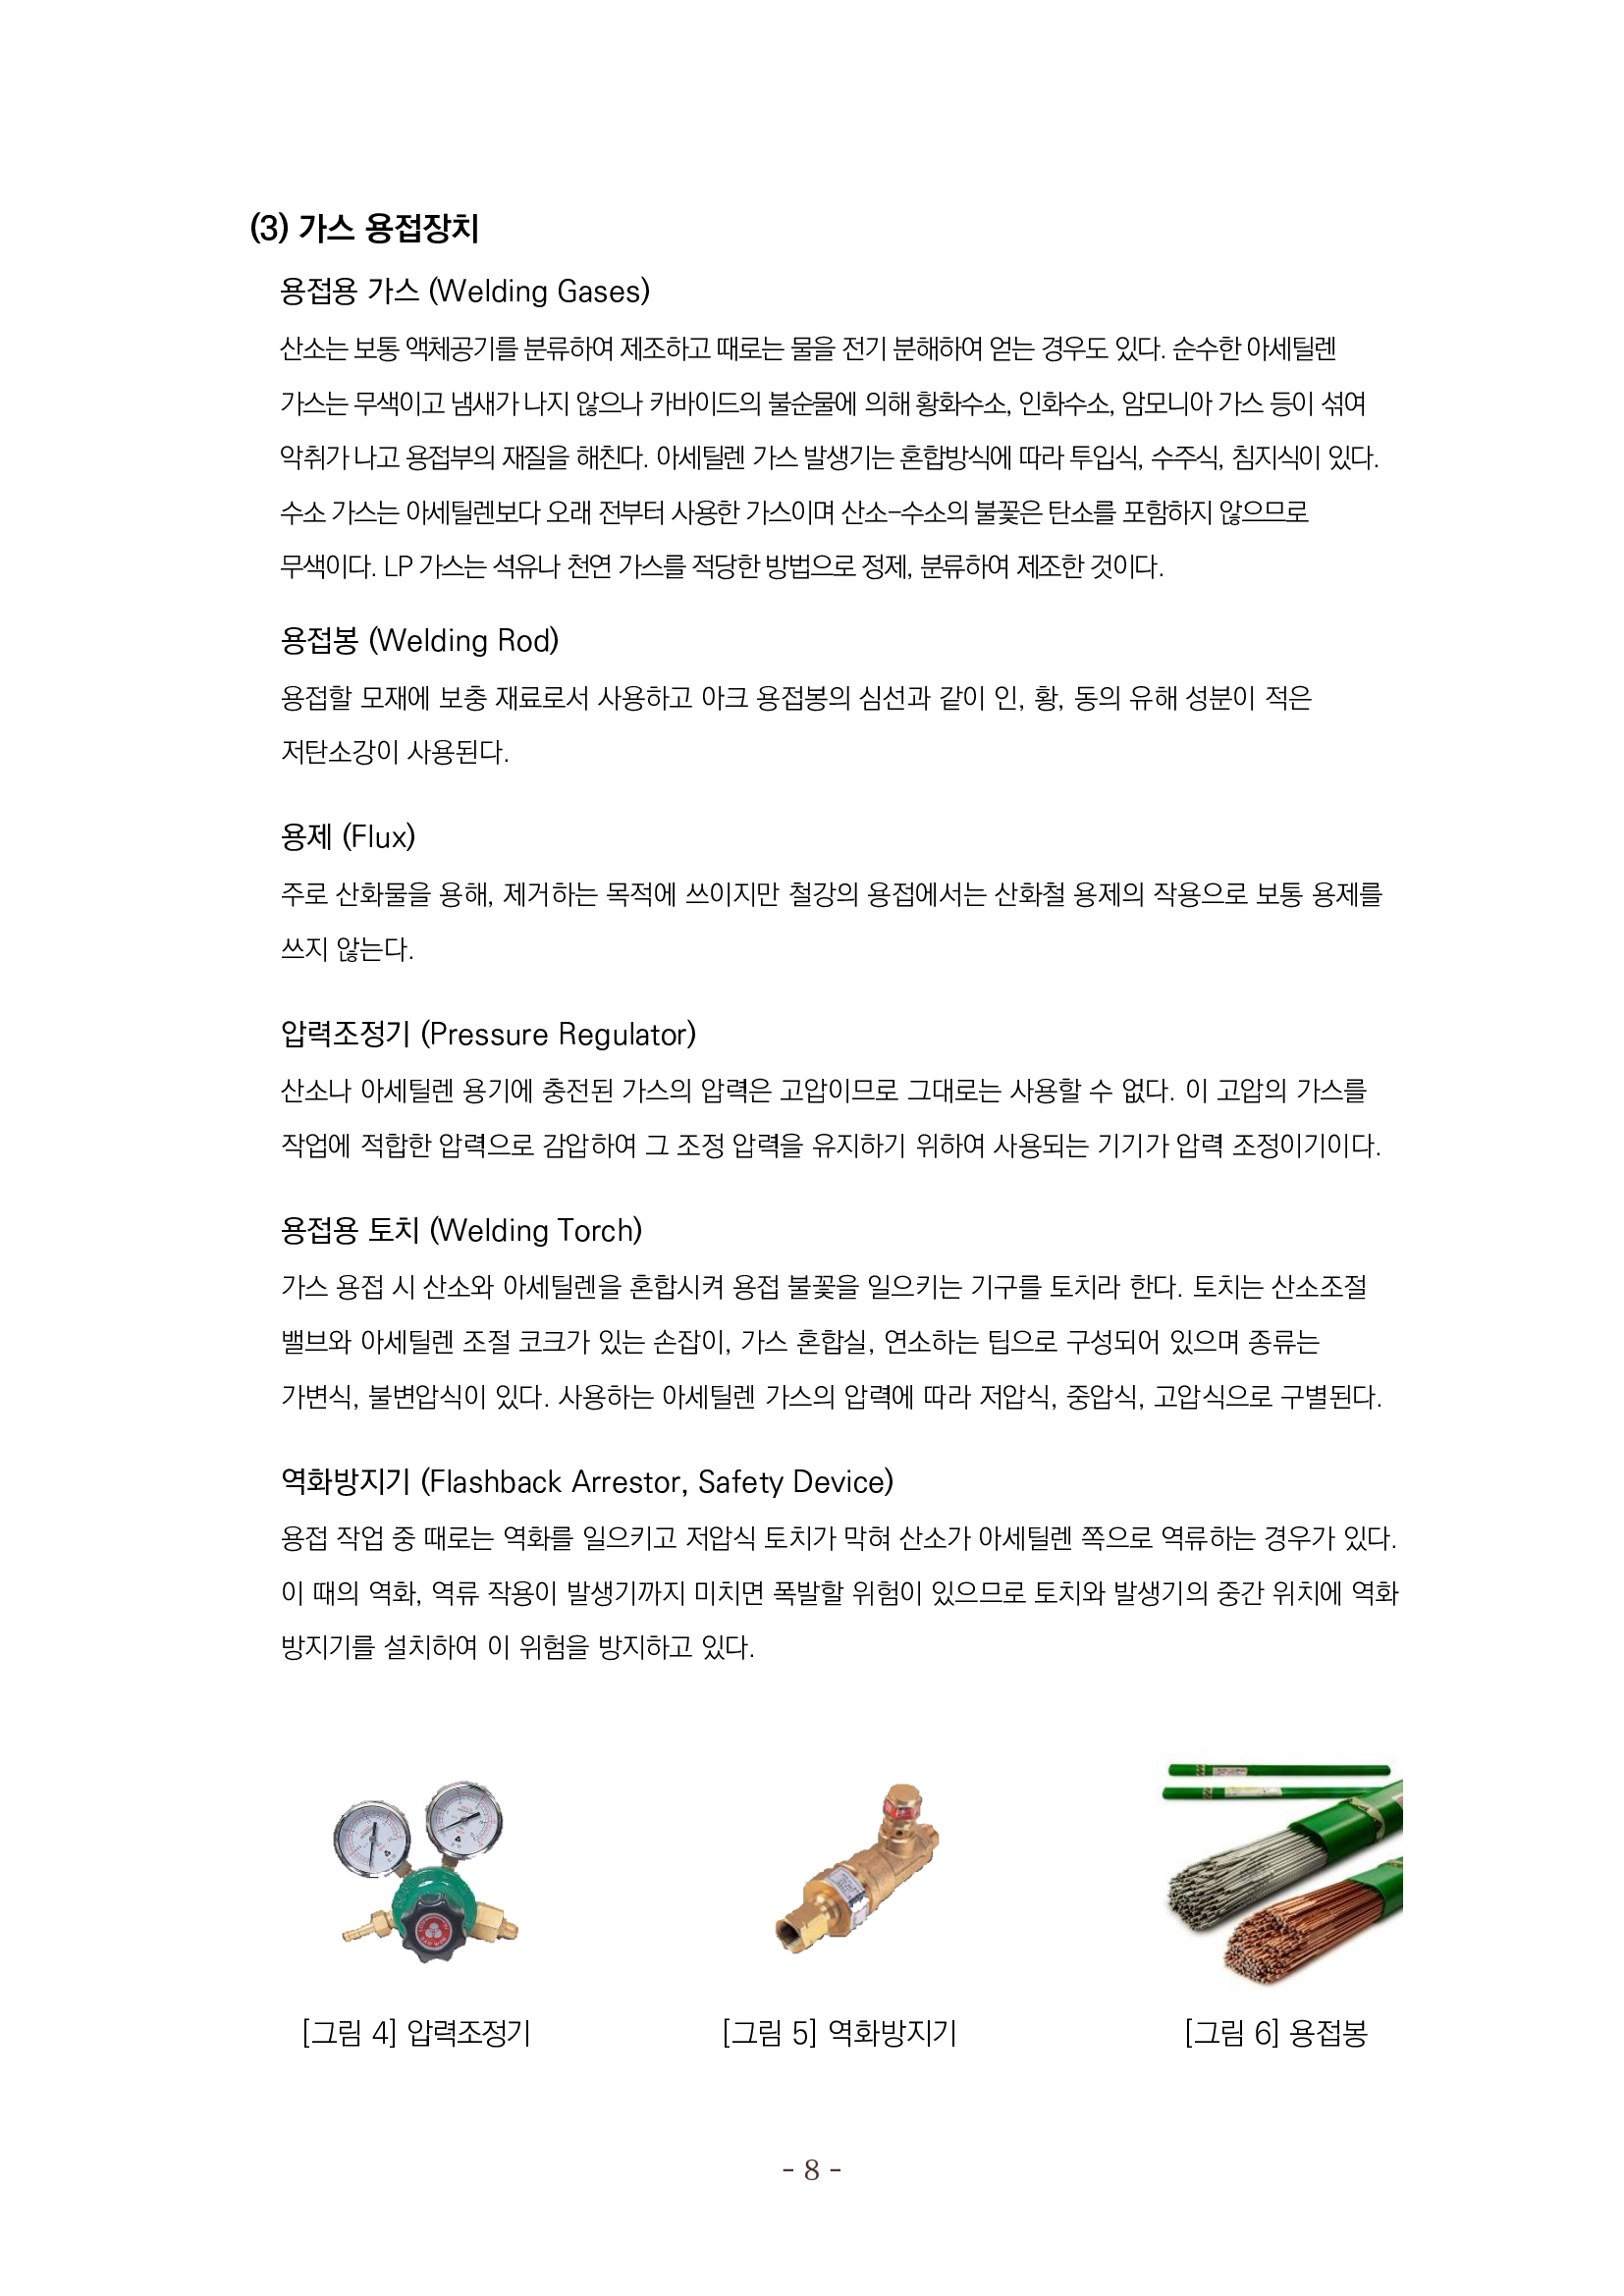 (3) 가스 용접장치
용접용 가스 (Welding Gases)
산소는 보통 액체공기를 분류하여 제조하고 때로는 물을 전기 분해하여 얻는 경우도 있다. 순수한 아세틸렌
가스는 무색이고 냄새가 나지 않으나 카바이드의 불순물에 의해 황화수소, 인화수소, 암모니아 가스 등이 섞여
악취가 나고 용접부의 재질을 해친다. 아세틸렌 가스 발생기는 혼합방식에 따라 투입식, 수주식, 침지식이 있다.
수소 가스는 아세틸렌보다 오래 전부터 사용한 가스이며 산소-수소의 불꽃은 탄소를 포함하지 않으므로
무색이다. LP 가스는 석유나 천연 가스를 적당한 방법으로 정제, 분류하여 제조한 것이다.
용접봉 (Welding Rod)
용접할 모재에 보충 재료로서 사용하고 아크 용접봉의 심선과 같이 인, 황, 동의 유해 성분이 적은
저탄소강이 사용된다.
용제 (Flux)
주로 산화물을 용해, 제거하는 목적에 쓰이지만 철강의 용접에서는 산화철 용제의 작용으로 보통 용제를
쓰지 않는다.
압력조정기 (Pressure Regulator)
산소나 아세틸렌 용기에 충전된 가스의 압력은 고압이므로 그대로는 사용할 수 없다. 이 고압의 가스를
작업에 적합한 압력으로 감압하여 그 조정 압력을 유지하기 위하여 사용되는 기기가 압력 조정이기이다.
용접용 토치 (Welding Torch)
가스 용접 시 산소와 아세틸렌을 혼합시켜 용접 불꽃을 일으키는 기구를 토치라 한다. 토치는 산소조절
밸브와 아세틸렌 조절 코크가 있는 손잡이, 가스 혼합실, 연소하는 팁으로 구성되어 있으며 종류는
가변식, 불변압식이 있다. 사용하는 아세틸렌 가스의 압력에 따라 저압식, 중압식, 고압식으로 구별된다.
역화방지기 (Flashback Arrestor, Safety Device)
용접 작업 중 때로는 역화를 일으키고 저압식 토치가 막혀 산소가 아세틸렌 쪽으로 역류하는 경우가 있다.
이 때의 역화, 역류 작용이 발생기까지 미치면 폭발할 위험이 있으므로 토치와 발생기의 중간 위치에 역화
방지기를 설치하여 이 위험을 방지하고 있다.
[그림 4] 압력조정기
[그림 5] 역화방지기
[그림 6] 용접봉
- 8 -